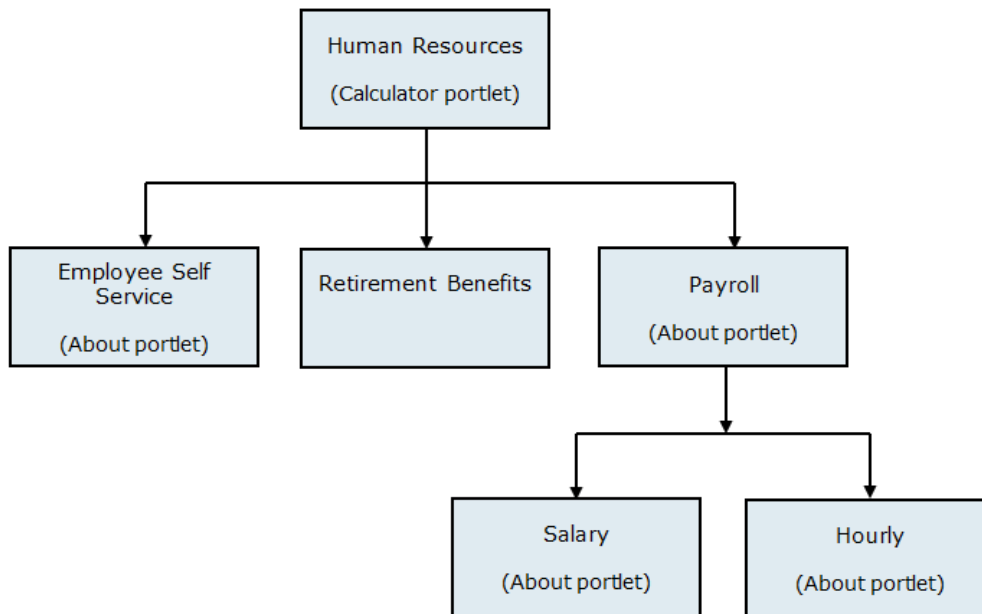 Human Resources
(Calculator portlet)
Employee Self
Service
(About portlet)
Retirement Benefits
Payroll
(About portlet)
Salary
(About portlet)
Hourly
(About portlet)